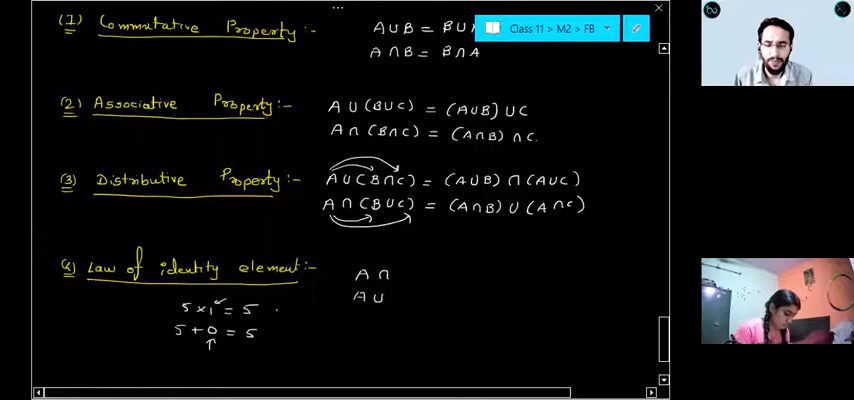 (1) Commutative Property :- A∪B = B∪A
A∩B = B∩A
Class 11 > M2 > FB
(2) Associative Property :- A∪(B∪C) = (A∪B)∪C
A∩(B∩C) = (A∩B)∩C.
(3) Distributive Property :- A∪(B∩C) = (A∪B)∩(A∪C)
A∩(B∪C) = (A∩B)∪(A∩C)
(4) Law of identity element :- A∩
A∪
5×1 = 5
5+0 = 5